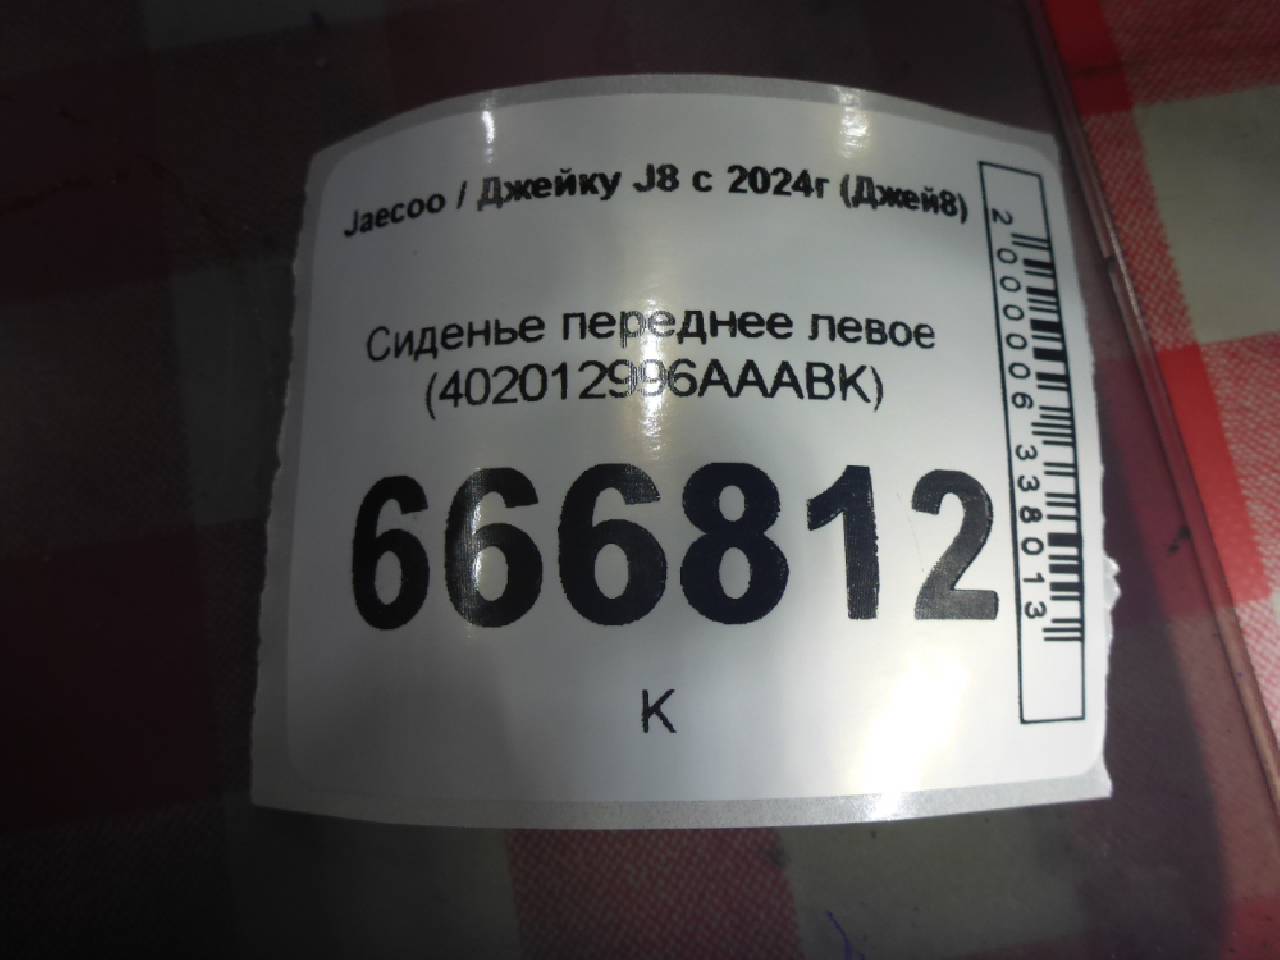 Jaecoo / Джейку J8 с 2024г (Джей8)
Сиденье переднее левое
(402012996AAABK)
666812
К
2000006338013